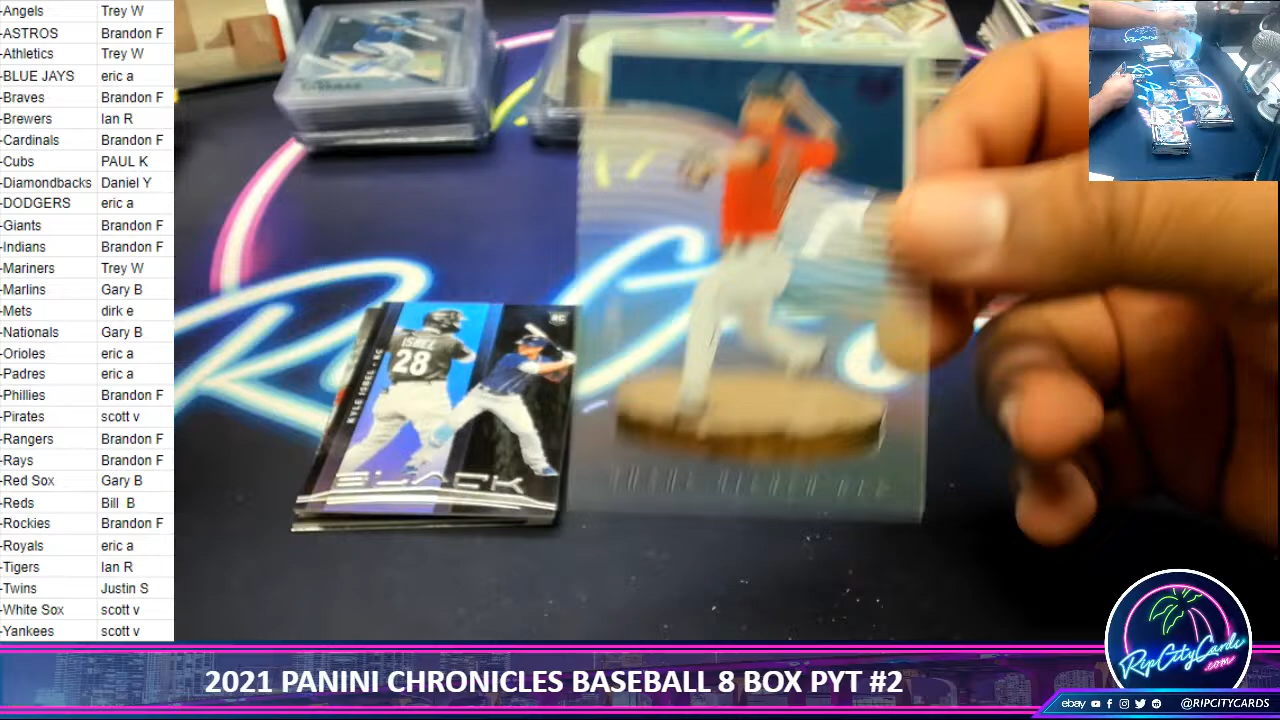 -Angels Trey W
-ASTROS Brandon F
-Athletics Trey W
-BLUE JAYS eric a
-Braves Brandon F
-Brewers Ian R
-Cardinals Brandon F
-Cubs PAUL K
-Diamondbacks Daniel Y
-DODGERS eric a
-Giants Brandon F
-Indians Brandon F
-Mariners Trey W
-Marlins Gary B
-Mets dirk e
-Nationals Gary B
-Orioles eric a
-Padres eric a
-Phillies Brandon F
-Pirates scott v
-Rangers Brandon F
-Rays Brandon F
-Red Sox Gary B
-Reds Bill B
-Rockies Brandon F
-Royals eric a
-Tigers Ian R
-Twins Justin S
-White Sox scott v
-Yankees scott v
RC
ISBEL
28
KYLE ISBEL • KC
BLACK
2021 PANINI CHRONICLES BASEBALL 8 BOX PYT #2
RipCityCards
.com
ebay @RIPCITYCARDS